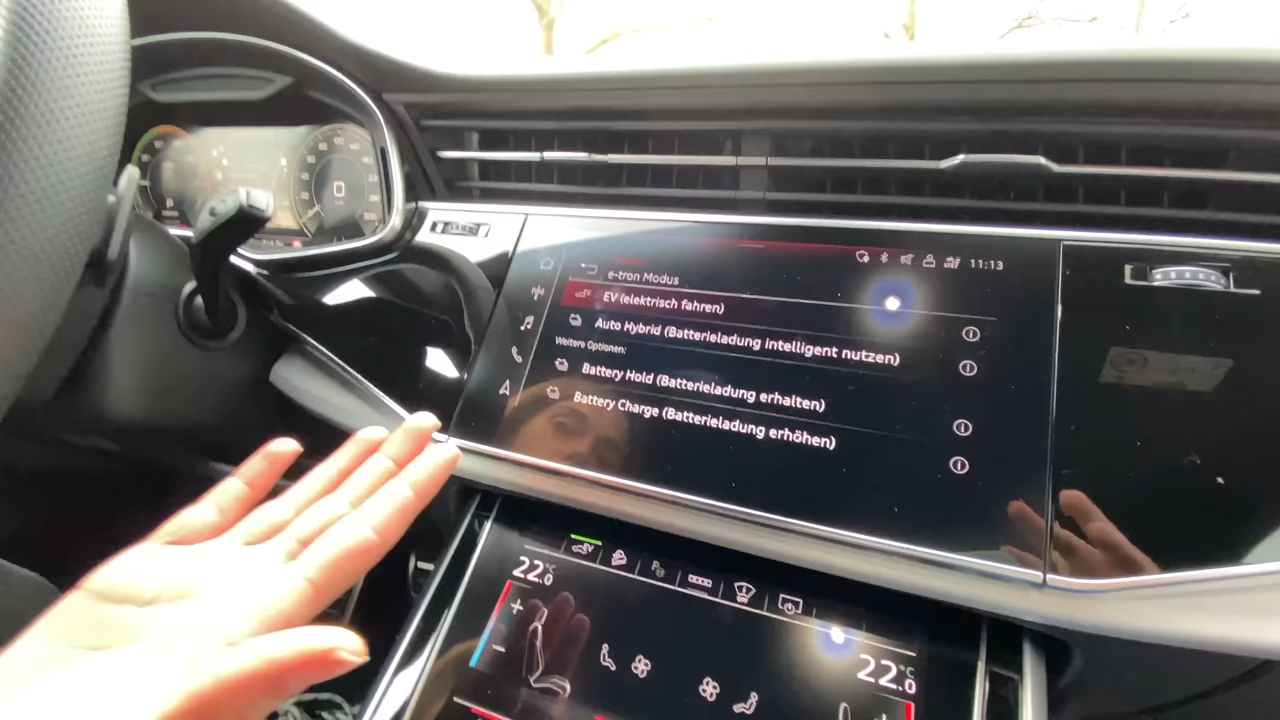 11:13
e-tron Modus
EV (elektrisch fahren)
Auto Hybrid (Batterieladung intelligent nutzen)
Weitere Optionen:
Battery Hold (Batterieladung erhalten)
Battery Charge (Batterieladung erhöhen)
22.0°C
22.0°C